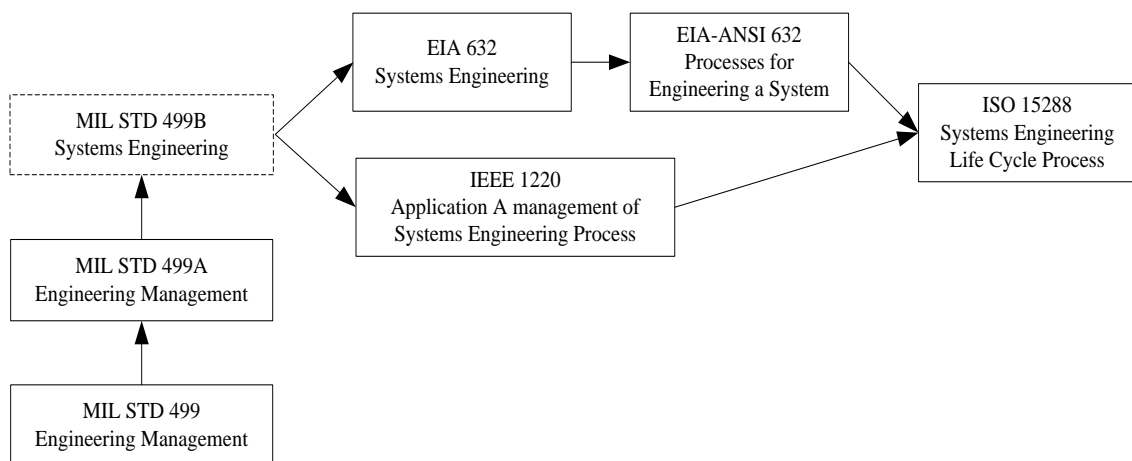 EIA 632
Systems Engineering
EIA-ANSI 632
Processes for
Engineering a System
MIL STD 499B
Systems Engineering
ISO 15288
Systems Engineering
Life Cycle Process
IEEE 1220
Application A management of
Systems Engineering Process
MIL STD 499A
Engineering Management
MIL STD 499
Engineering Management